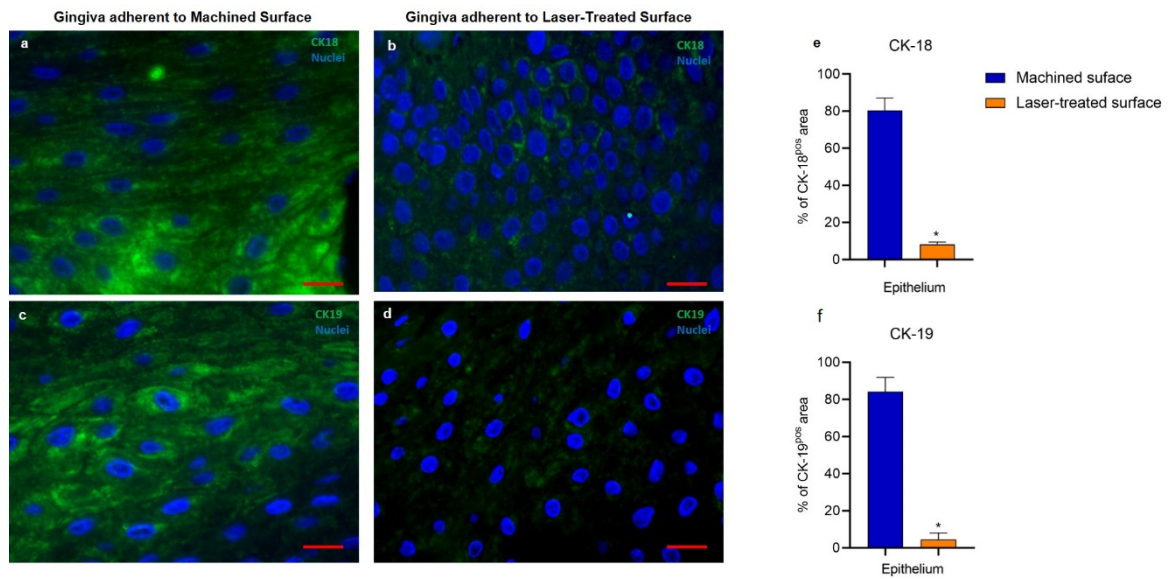 Gingiva adherent to Machined Surface
Gingiva adherent to Laser-Treated Surface
a
CK18
Nuclei
b
CK18
Nuclei
c
CK19
Nuclei
d
CK19
Nuclei
e
CK-18
% of CK-18pos area
100
80
60
40
20
0
*
Epithelium
Machined suface
Laser-treated surface
f
CK-19
% of CK-19pos area
100
80
60
40
20
0
*
Epithelium